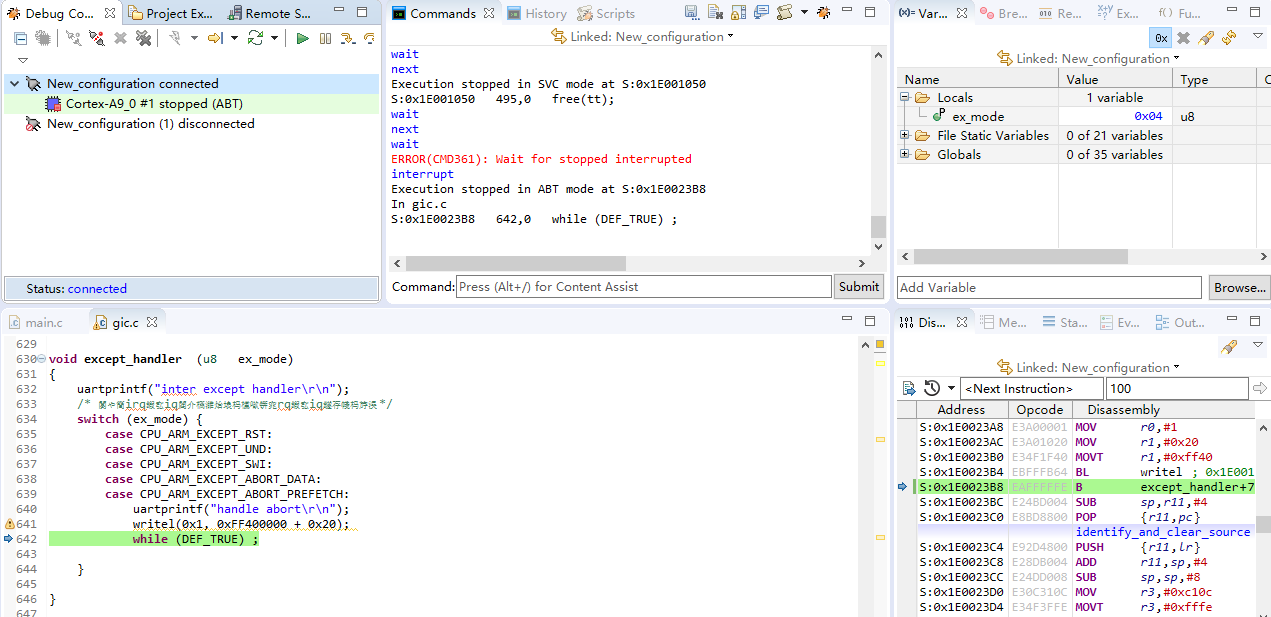 Debug Co... Project Ex... Remote S...
New_configuration connected
Cortex-A9_0 #1 stopped (ABT)
New_configuration (1) disconnected
Status: connected
Commands History Scripts
Linked: New_configuration
wait
next
Execution stopped in SVC mode at S:0x1E001050
S:0x1E001050 495,0 free(tt);
wait
next
wait
ERROR(CMD361): Wait for stopped interrupted
interrupt
Execution stopped in ABT mode at S:0x1E0023B8
In gic.c
S:0x1E0023B8 642,0 while (DEF_TRUE) ;
Command: Press (Alt+/) for Content Assist Submit
(x)= Var... Bre... Re... Ex... Fu...
0x
Linked: New_configuration
Name Value Type C
Locals 1 variable
ex_mode 0x04 u8
File Static Variables 0 of 21 variables
Globals 0 of 35 variables
Add Variable Browse...
main.c gic.c
629
630 void except_handler (u8 ex_mode)
631 {
632 uartprintf("inter except handler\r\n");
633 /* */
634 switch (ex_mode) {
635 case CPU_ARM_EXCEPT_RST:
636 case CPU_ARM_EXCEPT_UND:
637 case CPU_ARM_EXCEPT_SWI:
638 case CPU_ARM_EXCEPT_ABORT_DATA:
639 case CPU_ARM_EXCEPT_ABORT_PREFETCH:
640 uartprintf("handle abort\r\n");
641 writel(0x1, 0xFF400000 + 0x20);
642 while (DEF_TRUE) ;
643
644 }
645
646 }
647
Dis... Me... Sta... Ev... Out...
Linked: New_configuration
<Next Instruction> 100
Address Opcode Disassembly
S:0x1E0023A8 E3A00001 MOV r0,#1
S:0x1E0023AC E3A01020 MOV r1,#0x20
S:0x1E0023B0 E34F1F40 MOVT r1,#0xff40
S:0x1E0023B4 EBFFFB64 BL writel ; 0x1E001
S:0x1E0023B8 EAFFFFFE B except_handler+7
S:0x1E0023BC E24BD004 SUB sp,r11,#4
S:0x1E0023C0 E8BD8800 POP {r11,pc}
identify_and_clear_source
S:0x1E0023C4 E92D4800 PUSH {r11,lr}
S:0x1E0023C8 E28DB004 ADD r11,sp,#4
S:0x1E0023CC E24DD008 SUB sp,sp,#8
S:0x1E0023D0 E30C310C MOV r3,#0xc10c
S:0x1E0023D4 E34F3FFE MOVT r3,#0xfffe